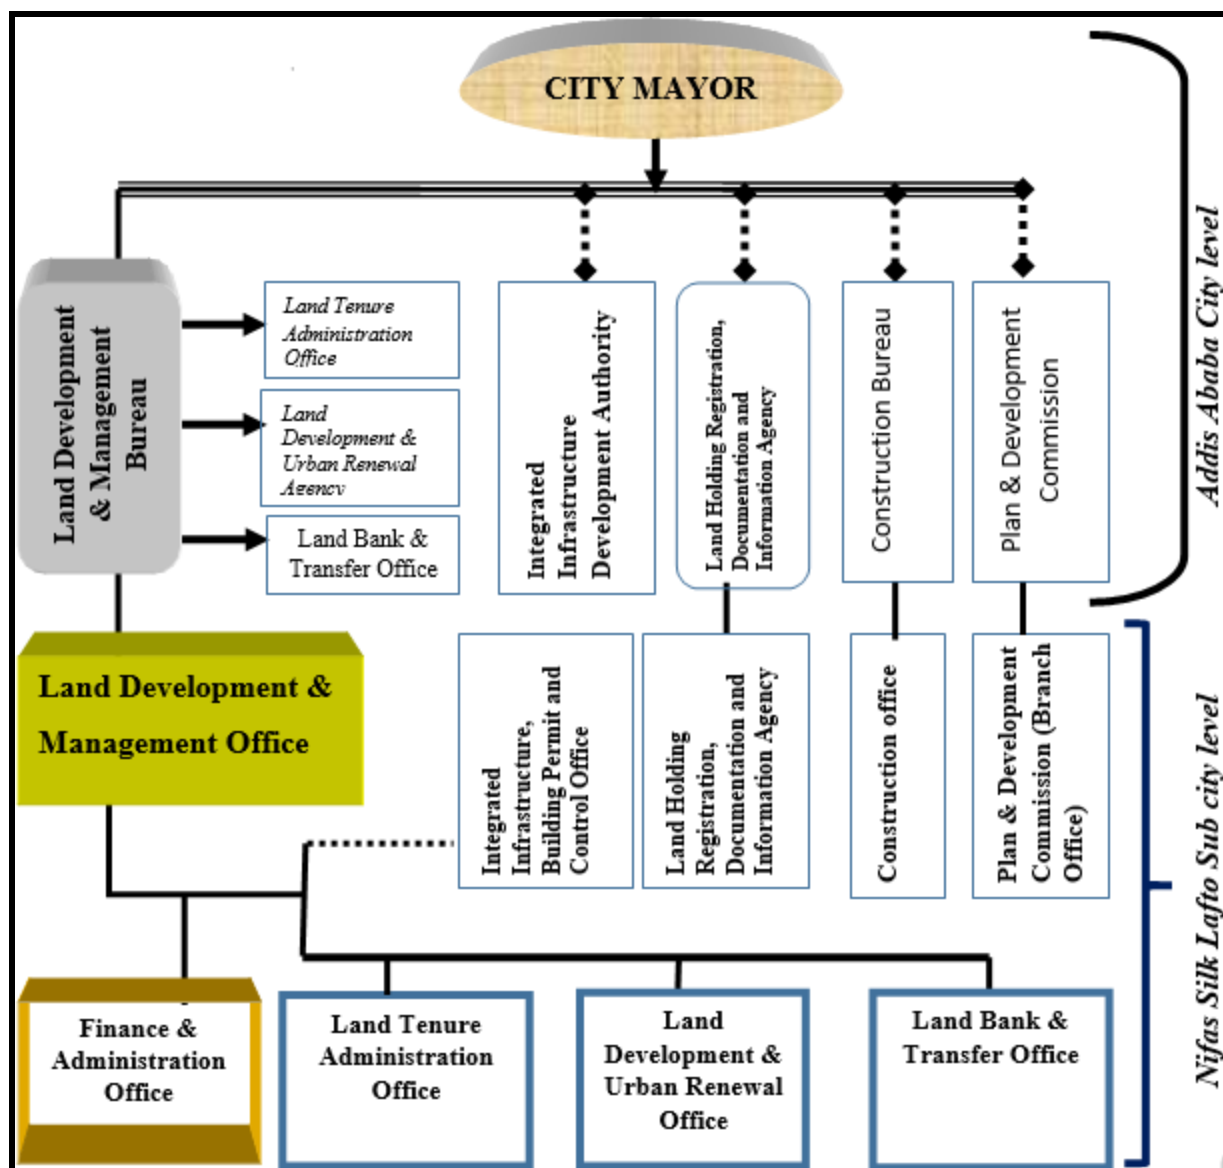 CITY MAYOR
Land Development
& Management
Bureau
Land Tenure
Administration
Office
Land
Development &
Urban Renewal
Agency
Land Bank &
Transfer Office
Integrated
Infrastructure
Development Authority
Land Holding Registration,
Documentation and
Information Agency
Construction Bureau
Plan & Development
Commission
Addis Ababa City level
Land Development &
Management Office
Integrated
Infrastructure,
Building Permit and
Control Office
Land Holding
Registration,
Documentation and
Information Agency
Construction office
Plan & Development
Commission (Branch
Office)
Nifas Silk Lafto Sub city level
Finance &
Administration
Office
Land Tenure
Administration
Office
Land
Development &
Urban Renewal
Office
Land Bank &
Transfer Office